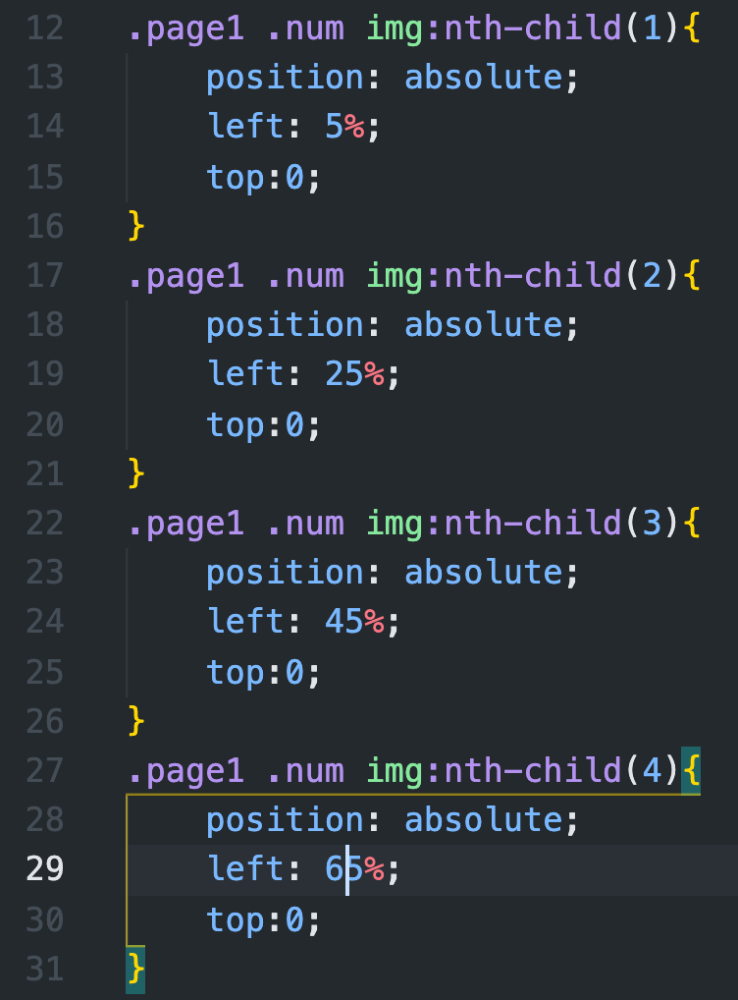 12 .page1 .num img:nth-child(1){
13 position: absolute;
14 left: 5%;
15 top:0;
16 }
17 .page1 .num img:nth-child(2){
18 position: absolute;
19 left: 25%;
20 top:0;
21 }
22 .page1 .num img:nth-child(3){
23 position: absolute;
24 left: 45%;
25 top:0;
26 }
27 .page1 .num img:nth-child(4){
28 position: absolute;
29 left: 65%;
30 top:0;
31 }